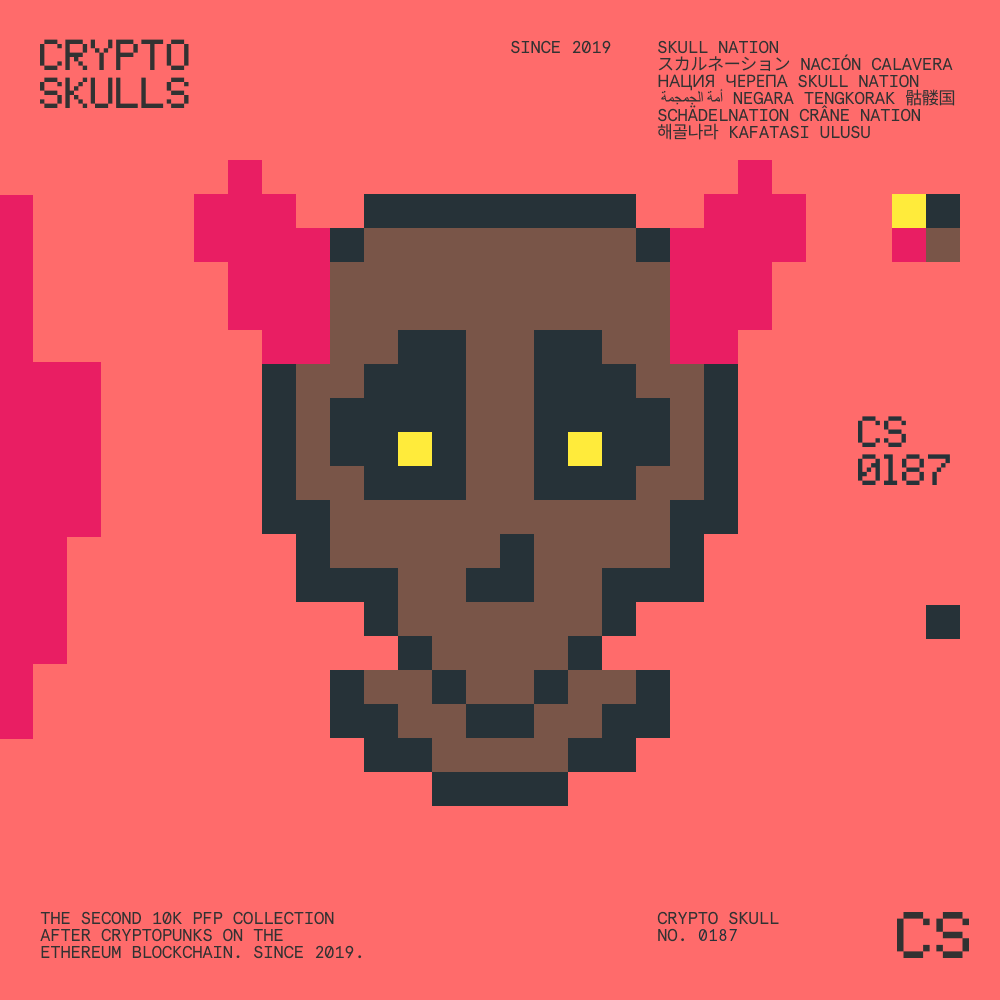 CRYPTO
SKULLS
SINCE 2019
SKULL NATION
スカルネーション NACIÓN CALAVERA
НАЦИЯ ЧЕРЕПА SKULL NATION
أمة الجمجمة NEGARA TENGKORAK 骷髅国
SCHÄDELNATION CRÂNE NATION
해골나라 KAFATASI ULUSU
CS
0187
THE SECOND 10K PFP COLLECTION
AFTER CRYPTOPUNKS ON THE
ETHEREUM BLOCKCHAIN. SINCE 2019.
CRYPTO SKULL
NO. 0187
CS